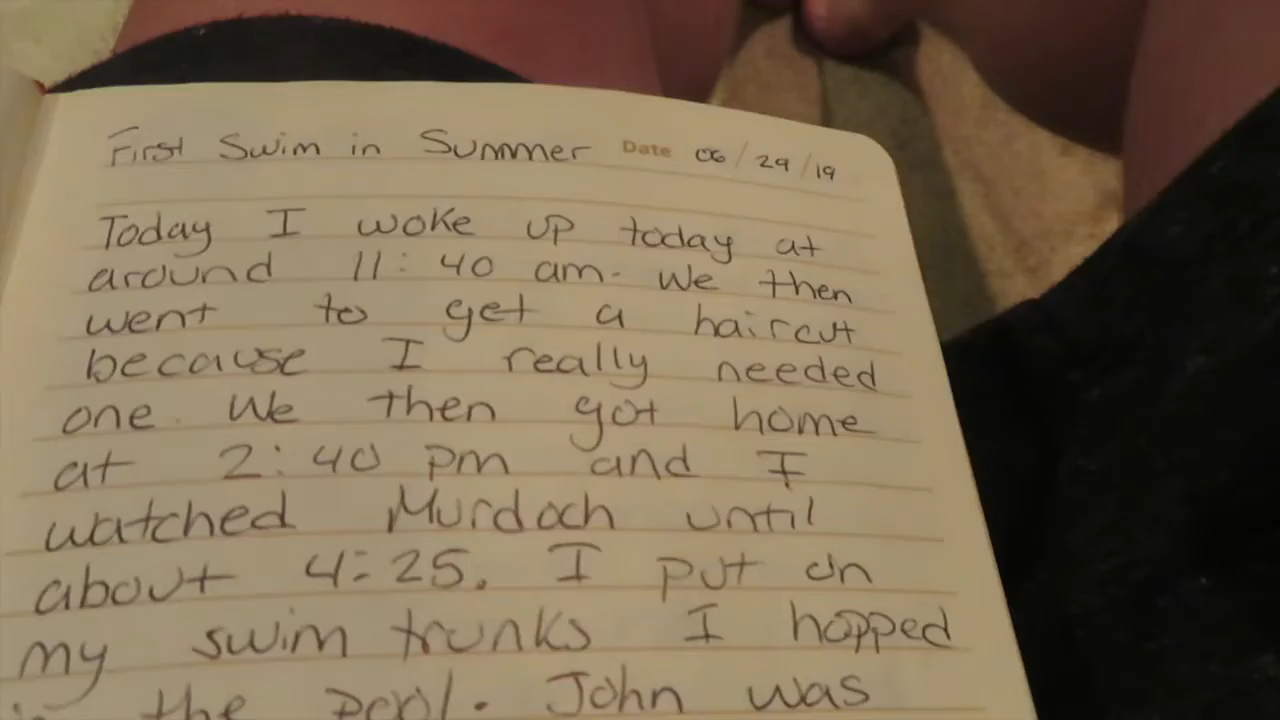 First Swim in Summer Date 06/29/19
Today I woke up today at
around 11:40 am. We then
went to get a haircut
because I really needed
one. We then got home
at 2:40 pm and I
watched Murdoch until
about 4:25. I put on
my swim trunks I hopped
the pool. John was